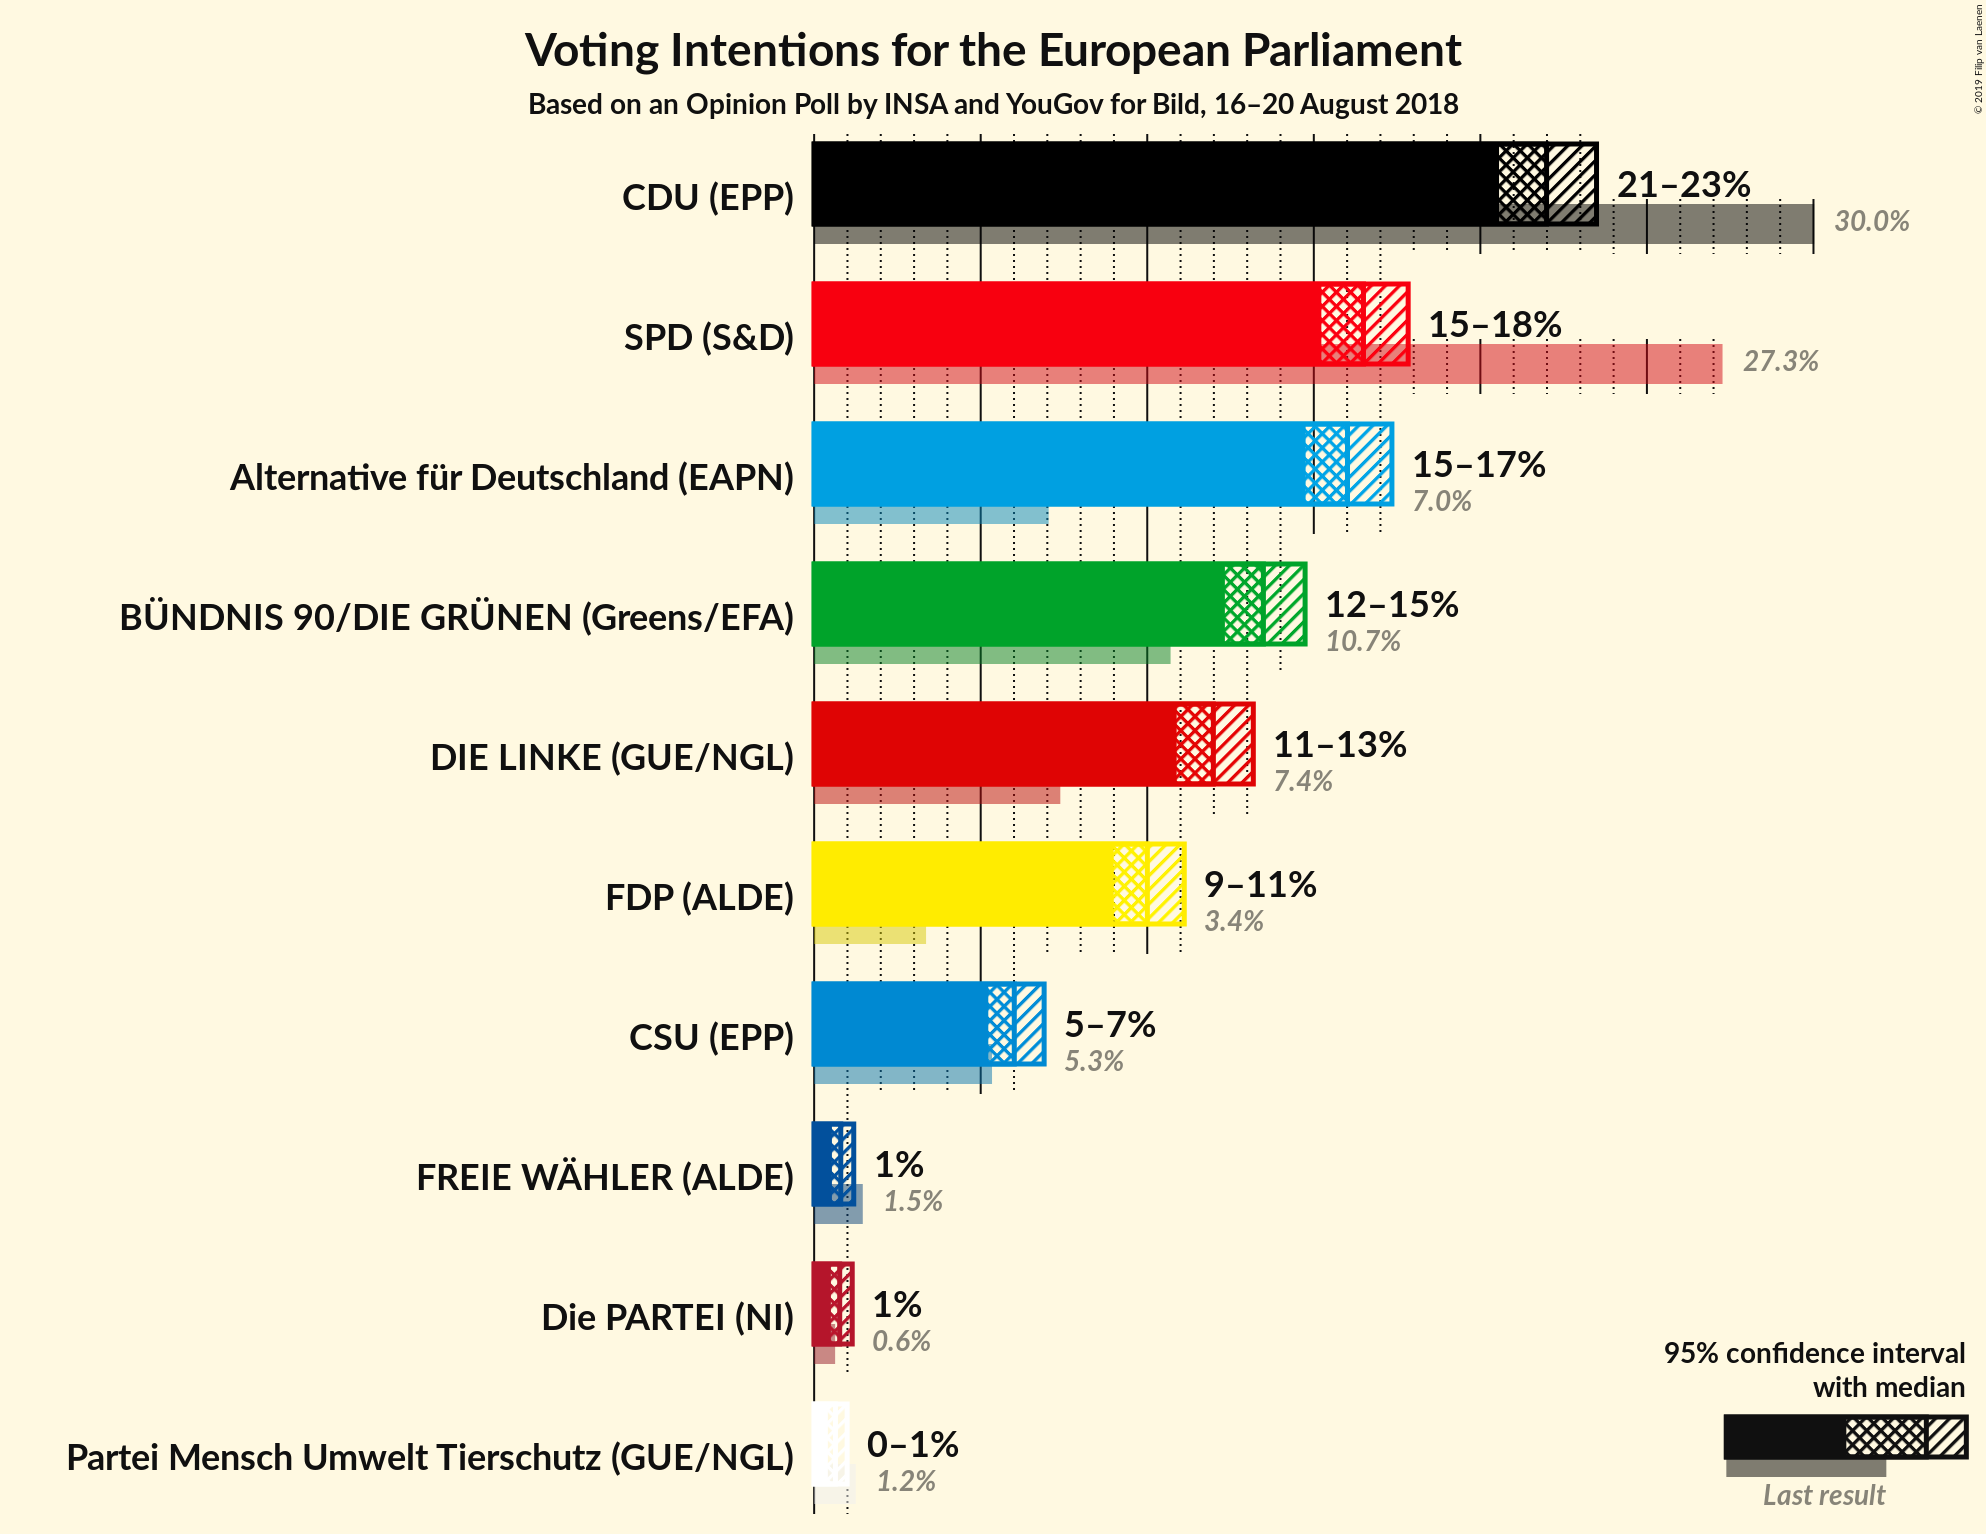 Voting Intentions for the European Parliament
Based on an Opinion Poll by INSA and YouGov for Bild, 16–20 August 2018
© 2019 Filip van Laenen
CDU (EPP)
21–23%
30.0%
SPD (S&D)
15–18%
27.3%
Alternative für Deutschland (EAPN)
15–17%
7.0%
BÜNDNIS 90/DIE GRÜNEN (Greens/EFA)
12–15%
10.7%
DIE LINKE (GUE/NGL)
11–13%
7.4%
FDP (ALDE)
9–11%
3.4%
CSU (EPP)
5–7%
5.3%
FREIE WÄHLER (ALDE)
1%
1.5%
Die PARTEI (NI)
1%
0.6%
Partei Mensch Umwelt Tierschutz (GUE/NGL)
0–1%
1.2%
95% confidence interval
with median
Last result